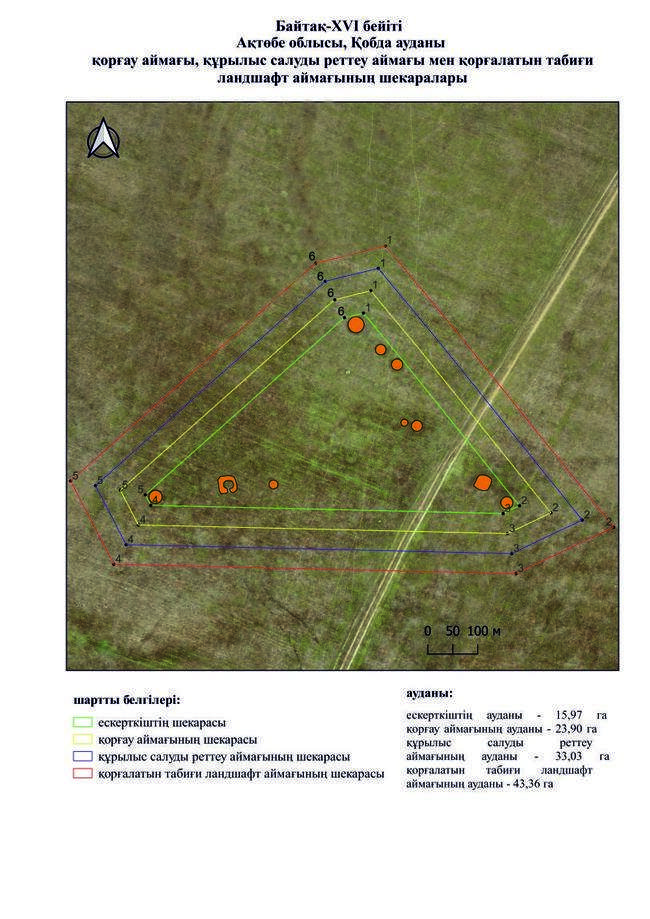 Байтақ-XVI бейіті
Ақтөбе облысы, Қобда ауданы
қорғау аймағы, құрылыс салуды реттеу аймағы мен қорғалатын табиғи
ландшафт аймағының шекаралары
6 1
6 1
6 1
6 1
5 5 5 5
4 4 4 4
3 2 2 2 2
3 3 3
0 50 100 м
шартты белгілері:
ескерткіштің шекарасы
қорғау аймағының шекарасы
құрылыс салуды реттеу аймағының шекарасы
қорғалатын табиғи ландшафт аймағының шекарасы
ауданы:
ескерткіштің ауданы - 15,97 га
қорғау аймағының ауданы - 23,90 га
құрылыс салуды реттеу
аймағының ауданы - 33,03 га
қорғалатын табиғи ландшафт
аймағының ауданы - 43,36 га